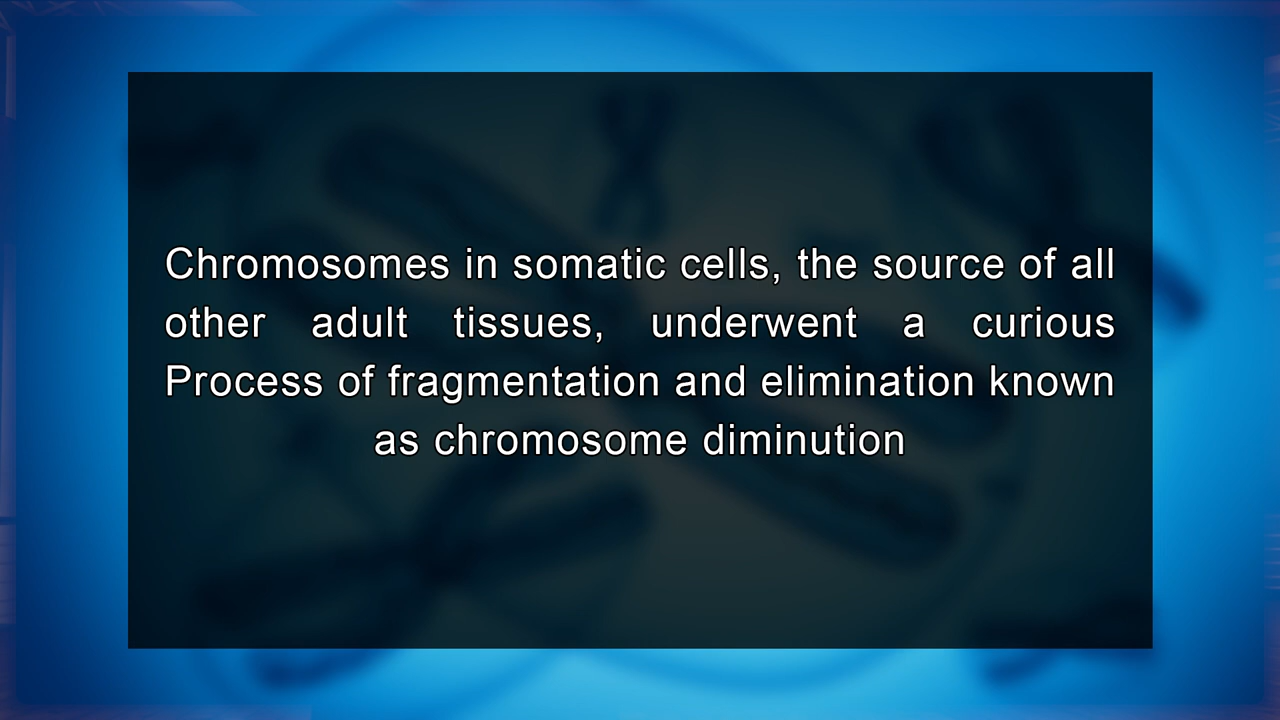 Chromosomes in somatic cells, the source of all
other adult tissues, underwent a curious
Process of fragmentation and elimination known
as chromosome diminution